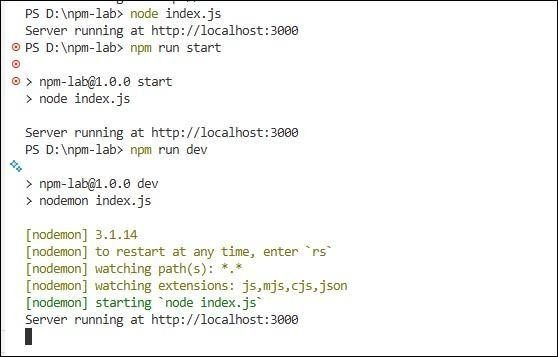 PS D:\npm-lab> node index.js
Server running at http://localhost:3000
PS D:\npm-lab> npm run start
> npm-lab@1.0.0 start
> node index.js
Server running at http://localhost:3000
PS D:\npm-lab> npm run dev
> npm-lab@1.0.0 dev
> nodemon index.js
[nodemon] 3.1.14
[nodemon] to restart at any time, enter `rs`
[nodemon] watching path(s): *.*
[nodemon] watching extensions: js,mjs,cjs,json
[nodemon] starting `node index.js`
Server running at http://localhost:3000